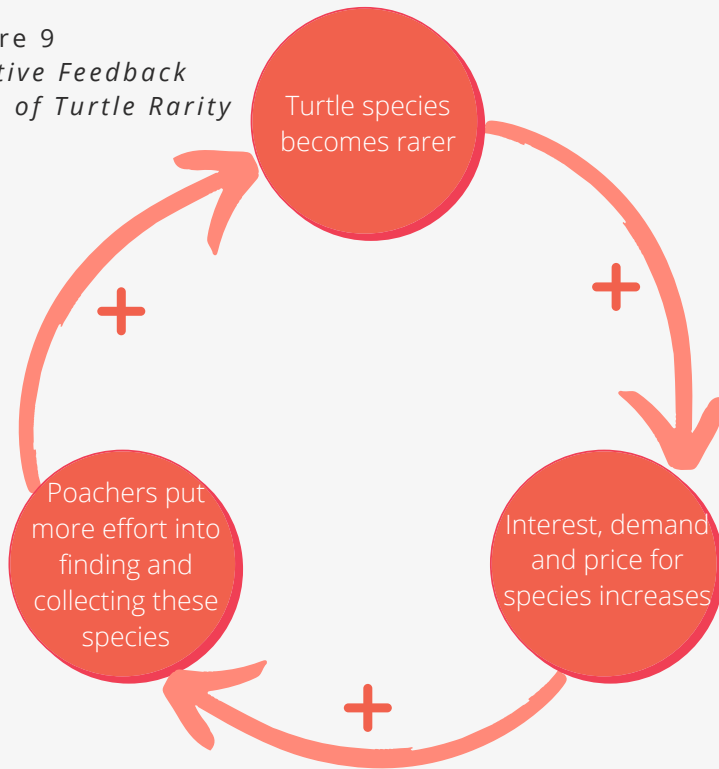 re 9
tive Feedback
of Turtle Rarity
Turtle species
becomes rarer
Interest, demand
and price for
species increases
Poachers put
more effort into
finding and
collecting these
species
+
+
+